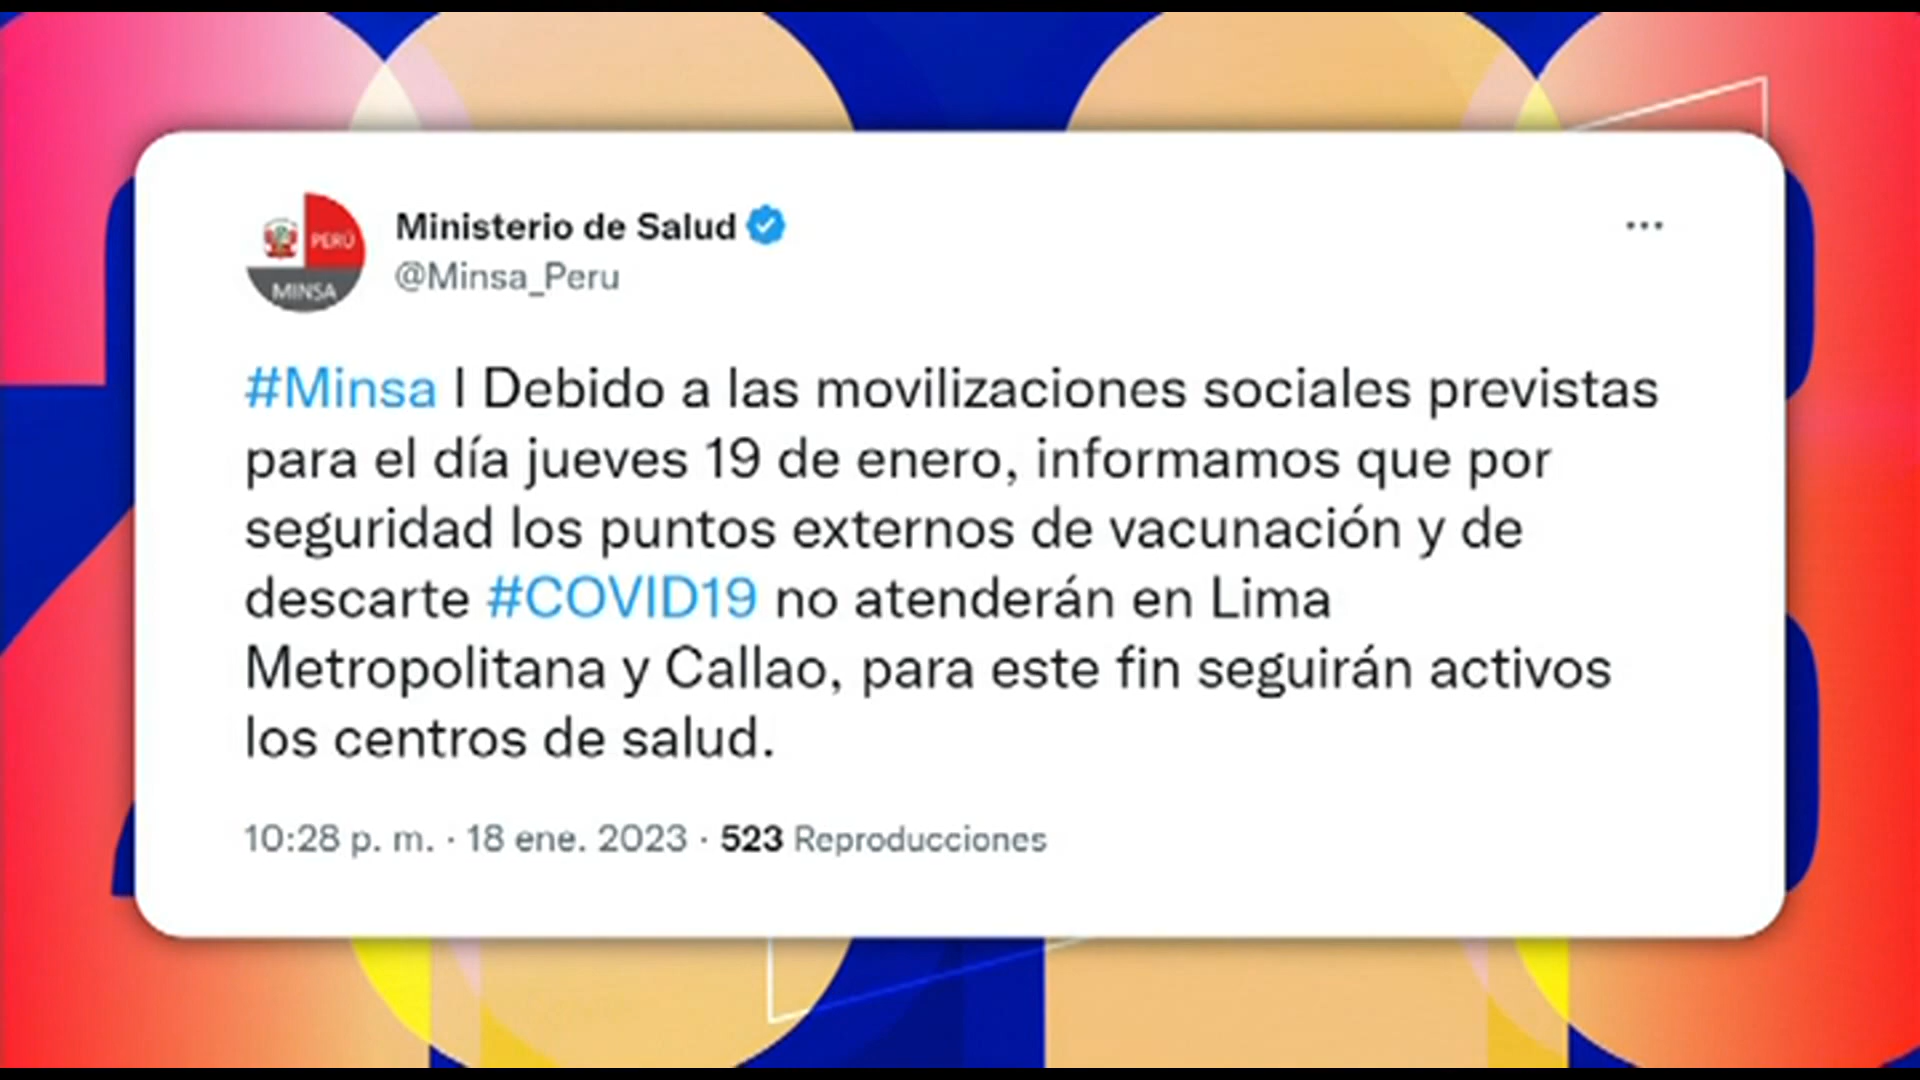 PERÚ
MINSA
Ministerio de Salud
@Minsa_Peru
#Minsa | Debido a las movilizaciones sociales previstas
para el día jueves 19 de enero, informamos que por
seguridad los puntos externos de vacunación y de
descarte #COVID19 no atenderán en Lima
Metropolitana y Callao, para este fin seguirán activos
los centros de salud.
10:28 p. m. · 18 ene. 2023 · 523 Reproducciones